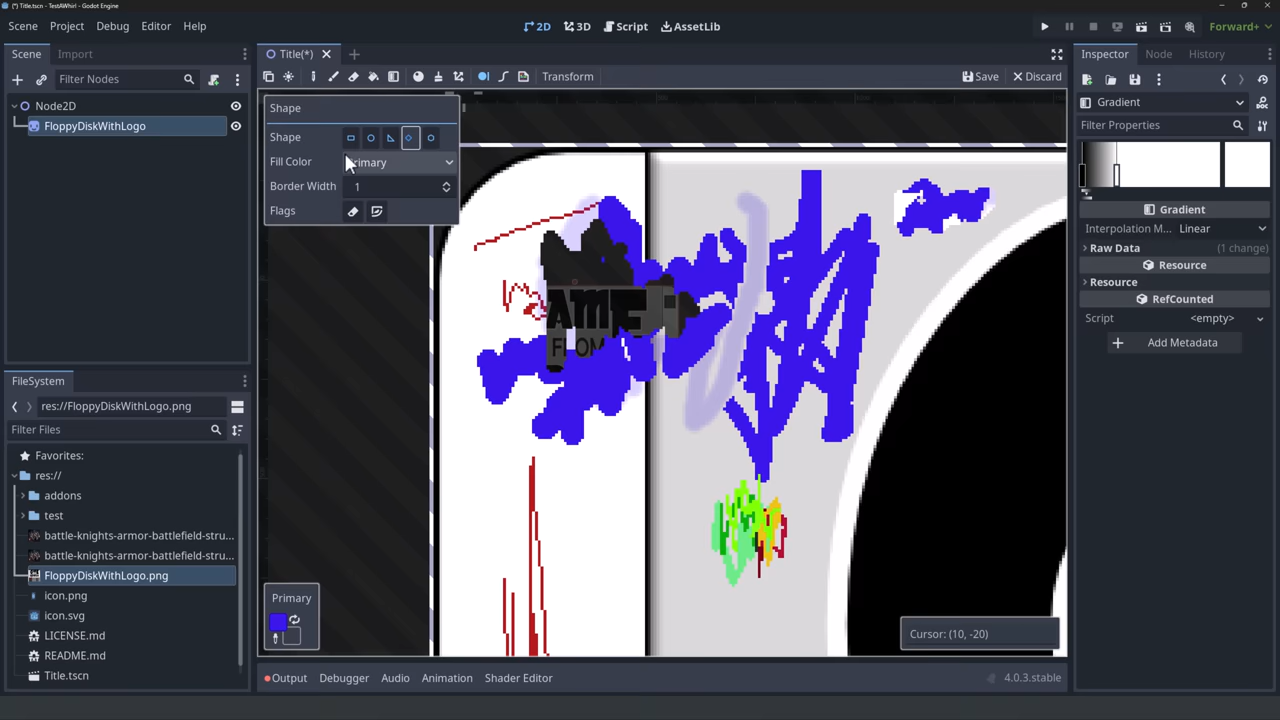 (*) Title.tscn - TestAWhirl - Godot Engine
Scene Project Debug Editor Help
2D 3D Script AssetLib
Forward+
Scene Import
Filter Nodes
Node2D
FloppyDiskWithLogo
Title(*)
Transform
Save Discard
Shape
Shape
Fill Color Primary
Border Width 1
Flags
AME
FROM
Primary
Cursor: (10, -20)
FileSystem
res://FloppyDiskWithLogo.png
Filter Files
Favorites:
res://
addons
test
battle-knights-armor-battlefield-stru...
battle-knights-armor-battlefield-stru...
FloppyDiskWithLogo.png
icon.png
icon.svg
LICENSE.md
README.md
Title.tscn
Output Debugger Audio Animation Shader Editor
4.0.3.stable
Inspector Node History
Gradient
Filter Properties
Gradient
Interpolation M... Linear
Raw Data (1 change)
Resource
Resource
RefCounted
Script <empty>
Add Metadata